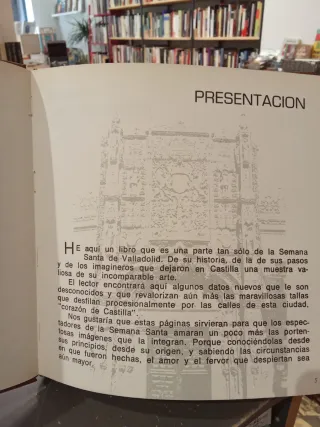 PRESENTACION
HE aquí un libro que es una parte tan sólo de la Semana
Santa de Valladolid. De su historia, de la de sus pasos
y de los imagineros que dejaron en Castilla una muestra va-
liosa de su incomparable arte.
El lector encontrará aquí algunos datos nuevos que le son
desconocidos y que revalorizan aún más las maravillosas tallas
que desfilan procesionalmente por las calles de esta ciudad,
"corazón de Castilla".
Nos gustaría que estas páginas sirvieran para que los espec-
tadores de la Semana Santa amaran un poco más las porten-
tosas imágenes que la integran. Porque conociéndolas desde
sus principios, desde su origen, y sabiendo las circunstancias
en que fueron hechas, el amor y el fervor que despiertan sea
aún mayor.